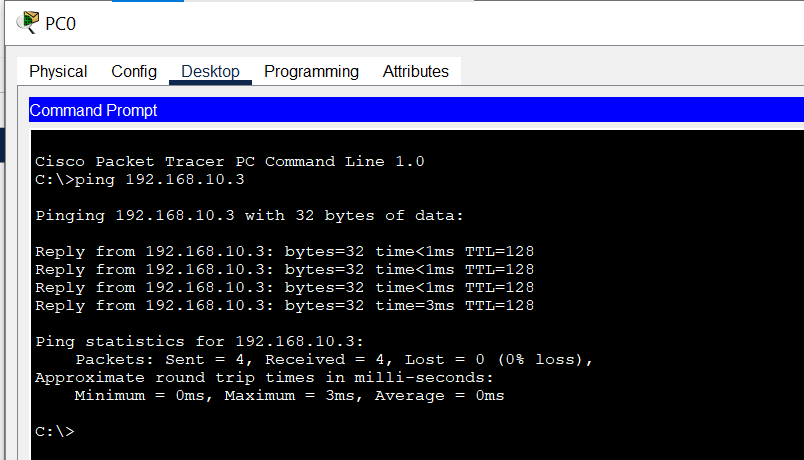 PC0
Physical Config Desktop Programming Attributes
Command Prompt
Cisco Packet Tracer PC Command Line 1.0
C:\>ping 192.168.10.3
Pinging 192.168.10.3 with 32 bytes of data:
Reply from 192.168.10.3: bytes=32 time<1ms TTL=128
Reply from 192.168.10.3: bytes=32 time<1ms TTL=128
Reply from 192.168.10.3: bytes=32 time<1ms TTL=128
Reply from 192.168.10.3: bytes=32 time=3ms TTL=128
Ping statistics for 192.168.10.3:
    Packets: Sent = 4, Received = 4, Lost = 0 (0% loss),
Approximate round trip times in milli-seconds:
    Minimum = 0ms, Maximum = 3ms, Average = 0ms
C:\>